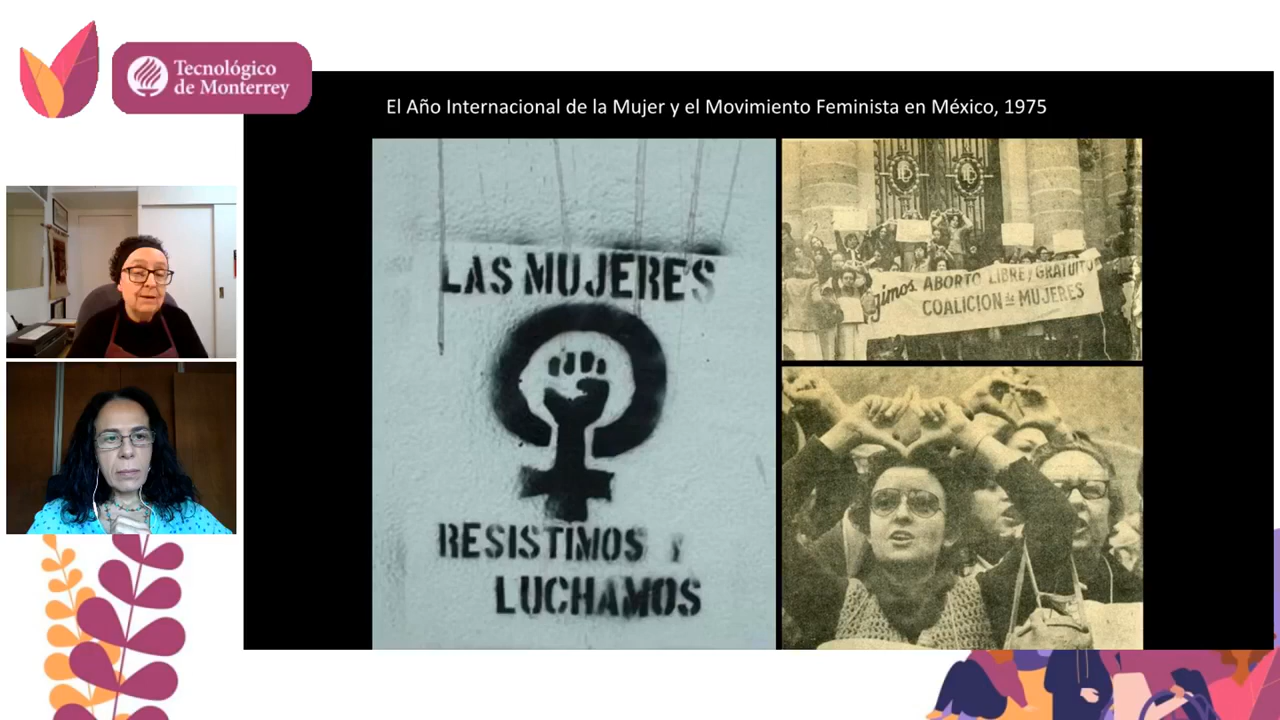 Tecnológico
de Monterrey
El Año Internacional de la Mujer y el Movimiento Feminista en México, 1975
LAS MUJERES
RESISTIMOS Y
LUCHAMOS
ABORTO LIBRE y GRATUITO
COALICION de MUJERES